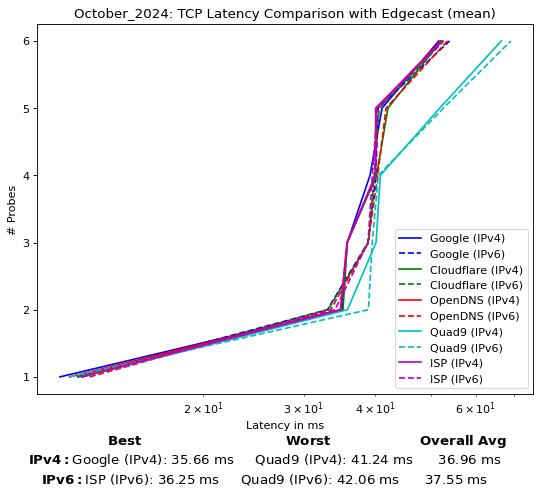 October_2024: TCP Latency Comparison with Edgecast (mean)
6
5
4
3
2
1
# Probes
Google (IPv4)
Google (IPv6)
Cloudflare (IPv4)
Cloudflare (IPv6)
OpenDNS (IPv4)
OpenDNS (IPv6)
Quad9 (IPv4)
Quad9 (IPv6)
ISP (IPv4)
ISP (IPv6)
2 × 10¹ 3 × 10¹ 4 × 10¹ 6 × 10¹
Latency in ms
Best Worst Overall Avg
IPv4: Google (IPv4): 35.66 ms Quad9 (IPv4): 41.24 ms 36.96 ms
IPv6: ISP (IPv6): 36.25 ms Quad9 (IPv6): 42.06 ms 37.55 ms